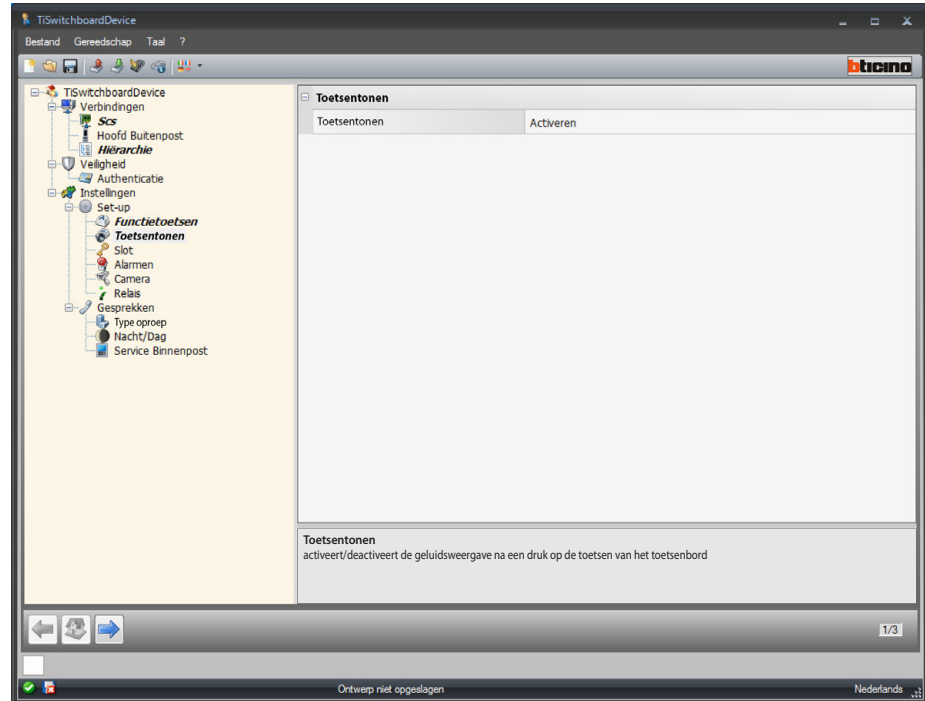 TiSwitchboardDevice
Bestand Gereedschap Taal ?
bticino
TiSwitchboardDevice
Verbindingen
Scs
Hoofd Buitenpost
Hiërarchie
Veiligheid
Authenticatie
Instellingen
Set-up
Functietoetsen
Toetsentonen
Slot
Alarmen
Camera
Relais
Gesprekken
Type oproep
Nacht/Dag
Service Binnenpost
Toetsentonen
Toetsentonen Activeren
Toetsentonen
activeert/deactiveert de geluidsweergave na een druk op de toetsen van het toetsenbord
1/3
Ontwerp niet opgeslagen
Nederlands